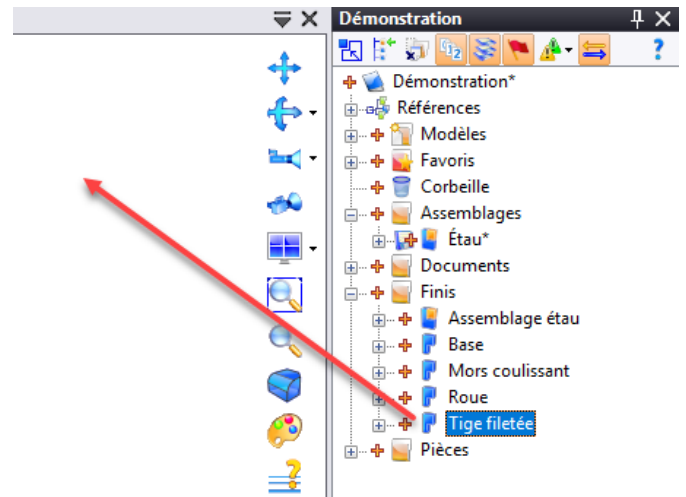 Démonstration
Démonstration*
Références
Modèles
Favoris
Corbeille
Assemblages
Étau*
Documents
Finis
Assemblage étau
Base
Mors coulissant
Roue
Tige filetée
Pièces